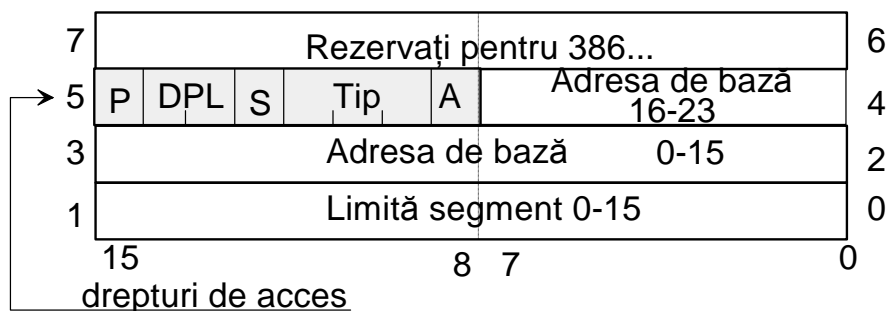 7 Rezervați pentru 386... 6
5 P DPL S Tip A Adresa de bază 16-23 4
3 Adresa de bază 0-15 2
1 Limită segment 0-15 0
15 8 7 0
drepturi de acces